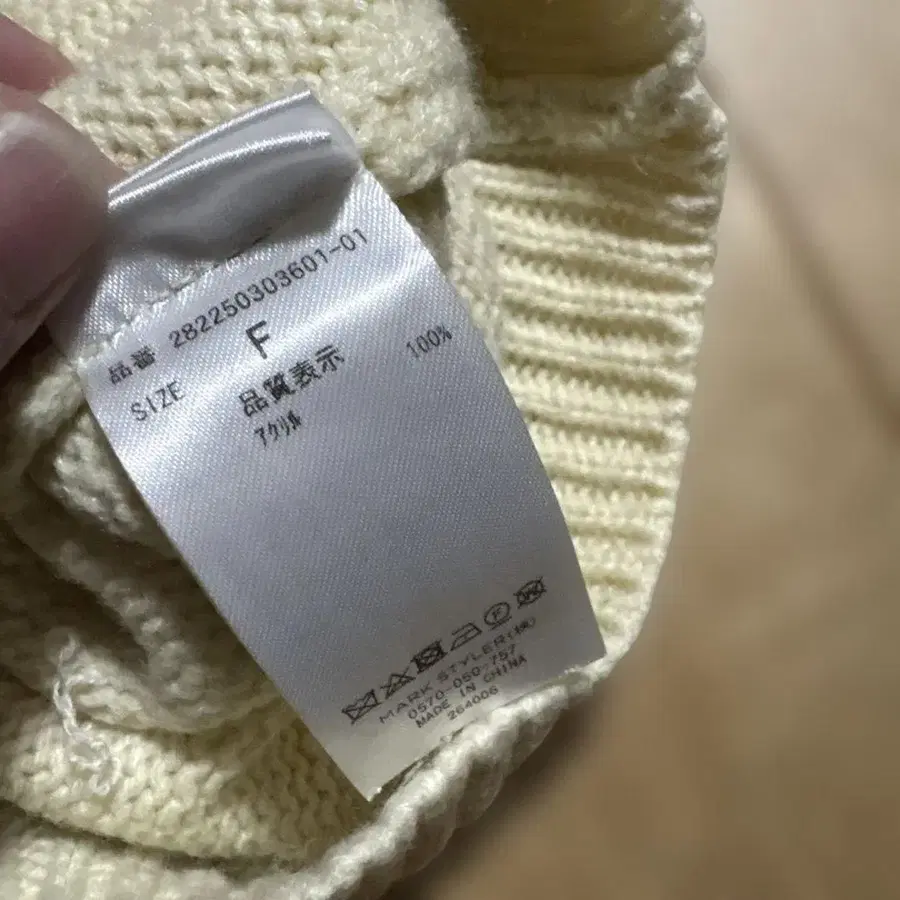 品番 282250303601-01
SIZE F
品質表示
アクリル 100%
MARK STYLER(株)
0570-050-757
MADE IN CHINA
264006